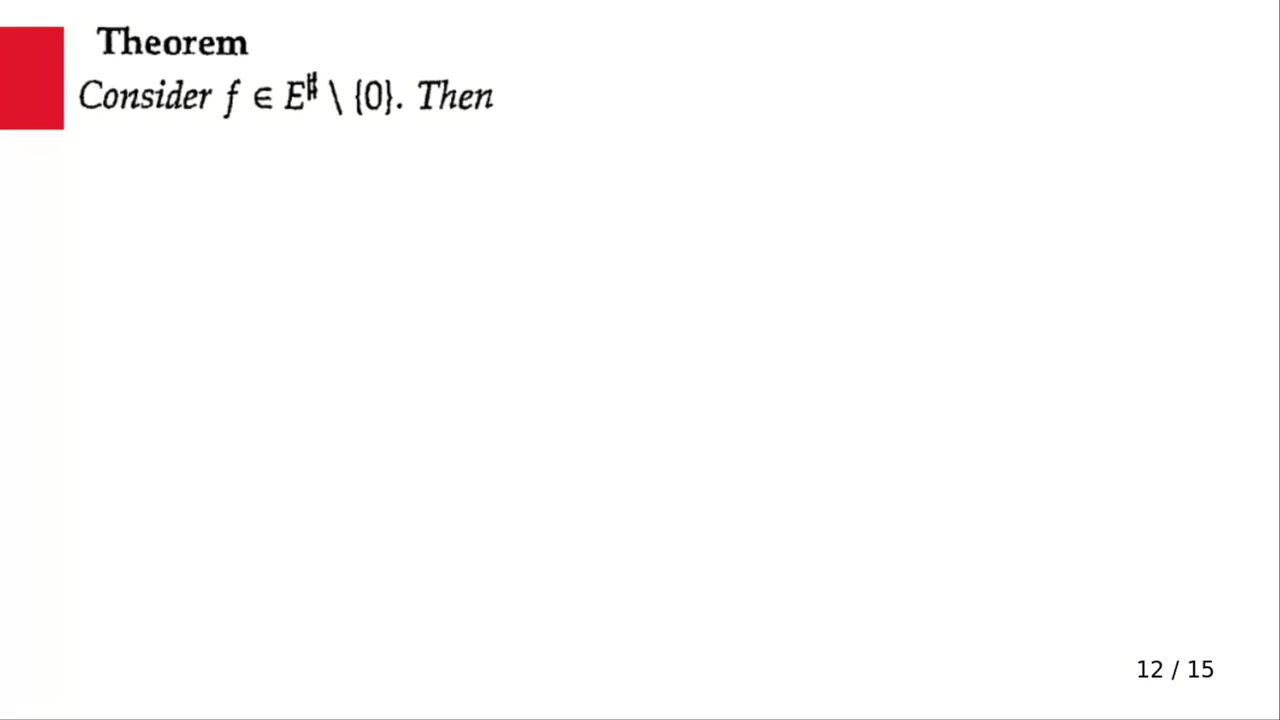 Theorem
Consider f ∈ E♯ \ {0}. Then
12 / 15